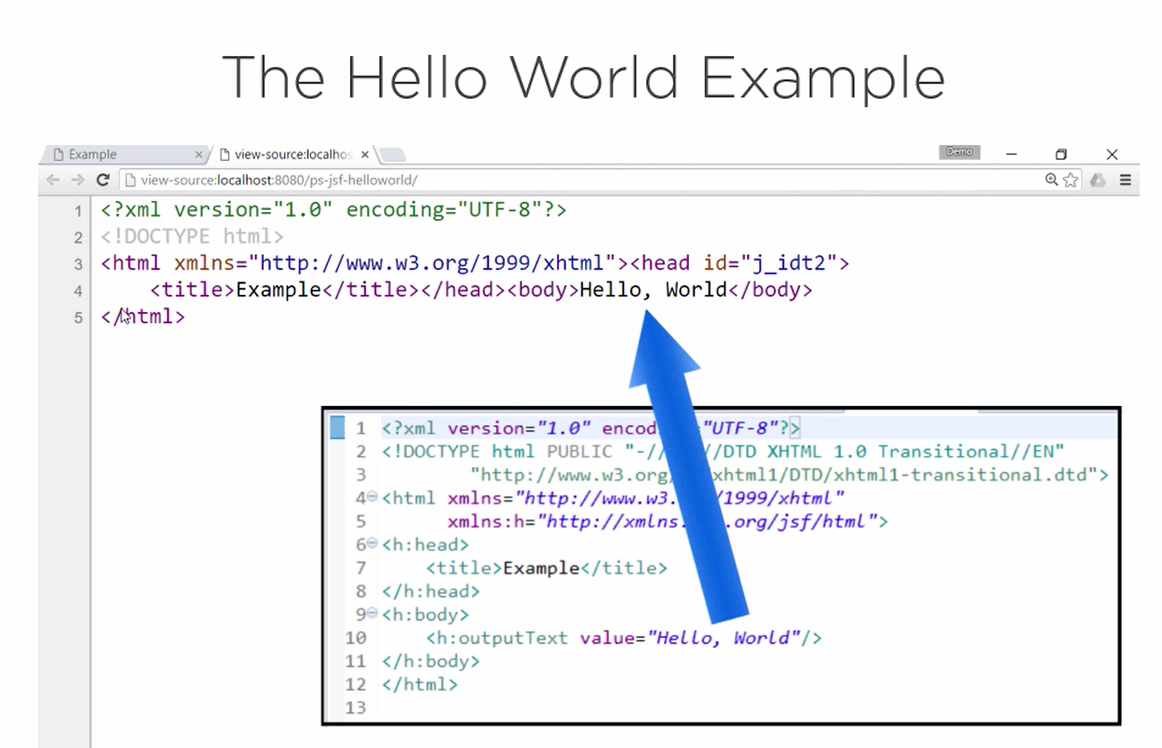 The Hello World Example
Example × view-source:localhos × Demo
view-source:localhost:8080/ps-jsf-helloworld/
1 <?xml version="1.0" encoding="UTF-8"?>
2 <!DOCTYPE html>
3 <html xmlns="http://www.w3.org/1999/xhtml"><head id="j_idt2">
4 <title>Example</title></head><body>Hello, World</body>
5 </html>
1 <?xml version="1.0" encod "UTF-8"?>
2 <!DOCTYPE html PUBLIC "-// //DTD XHTML 1.0 Transitional//EN"
3 "http://www.w3.org/ xhtml1/DTD/xhtml1-transitional.dtd">
4 <html xmlns="http://www.w3. /1999/xhtml"
5 xmlns:h="http://xmlns. .org/jsf/html">
6 <h:head>
7 <title>Example</title>
8 </h:head>
9 <h:body>
10 <h:outputText value="Hello, World"/>
11 </h:body>
12 </html>
13